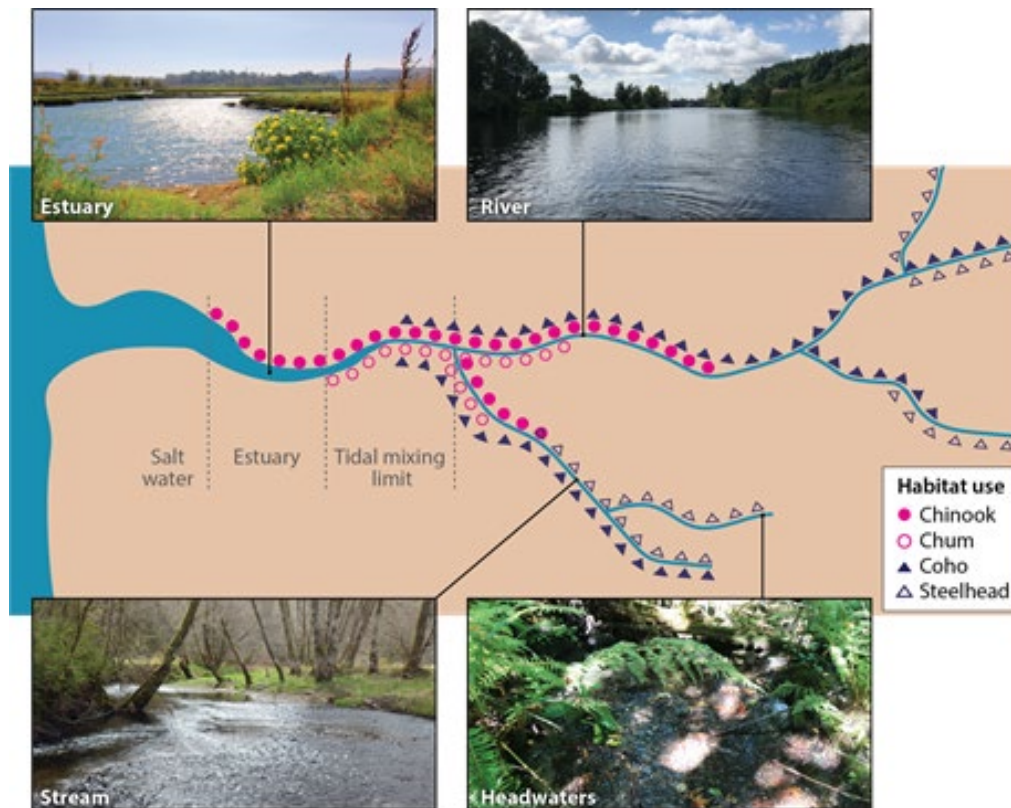 Estuary
River
Salt
water
Estuary
Tidal mixing
limit
Habitat use
Chinook
Chum
Coho
Steelhead
Stream
Headwaters